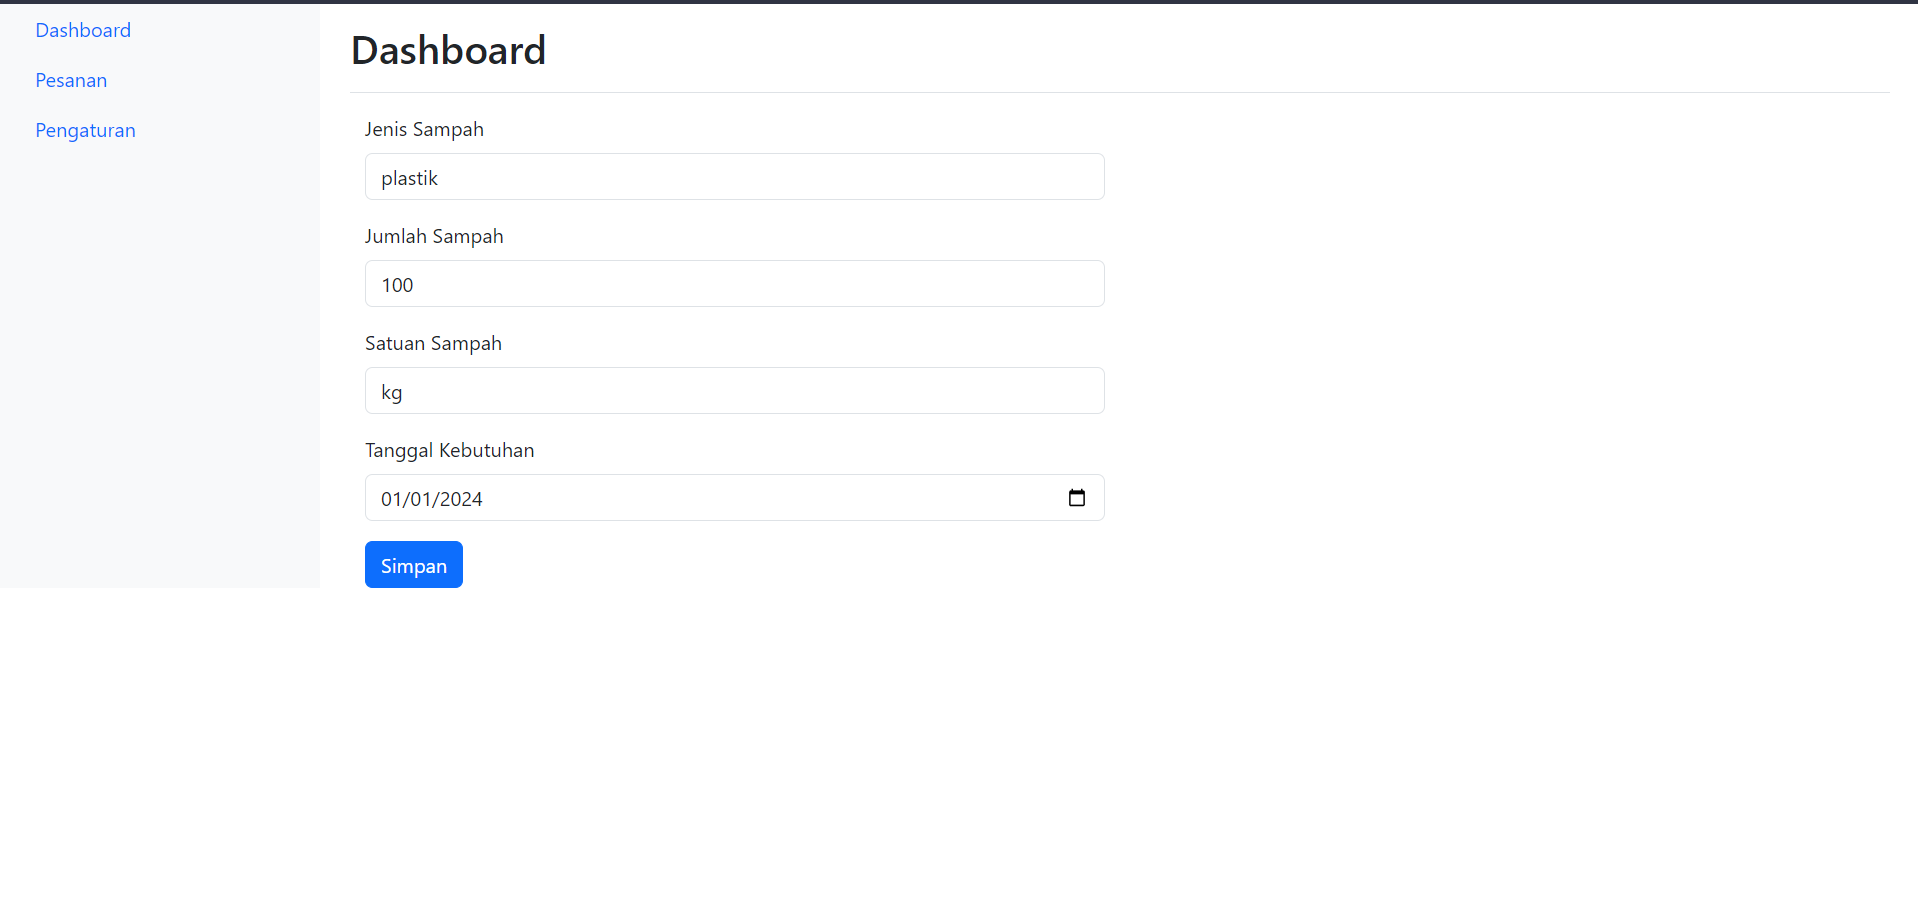 Dashboard
Pesanan
Pengaturan
Dashboard
Jenis Sampah
plastik
Jumlah Sampah
100
Satuan Sampah
kg
Tanggal Kebutuhan
01/01/2024
Simpan